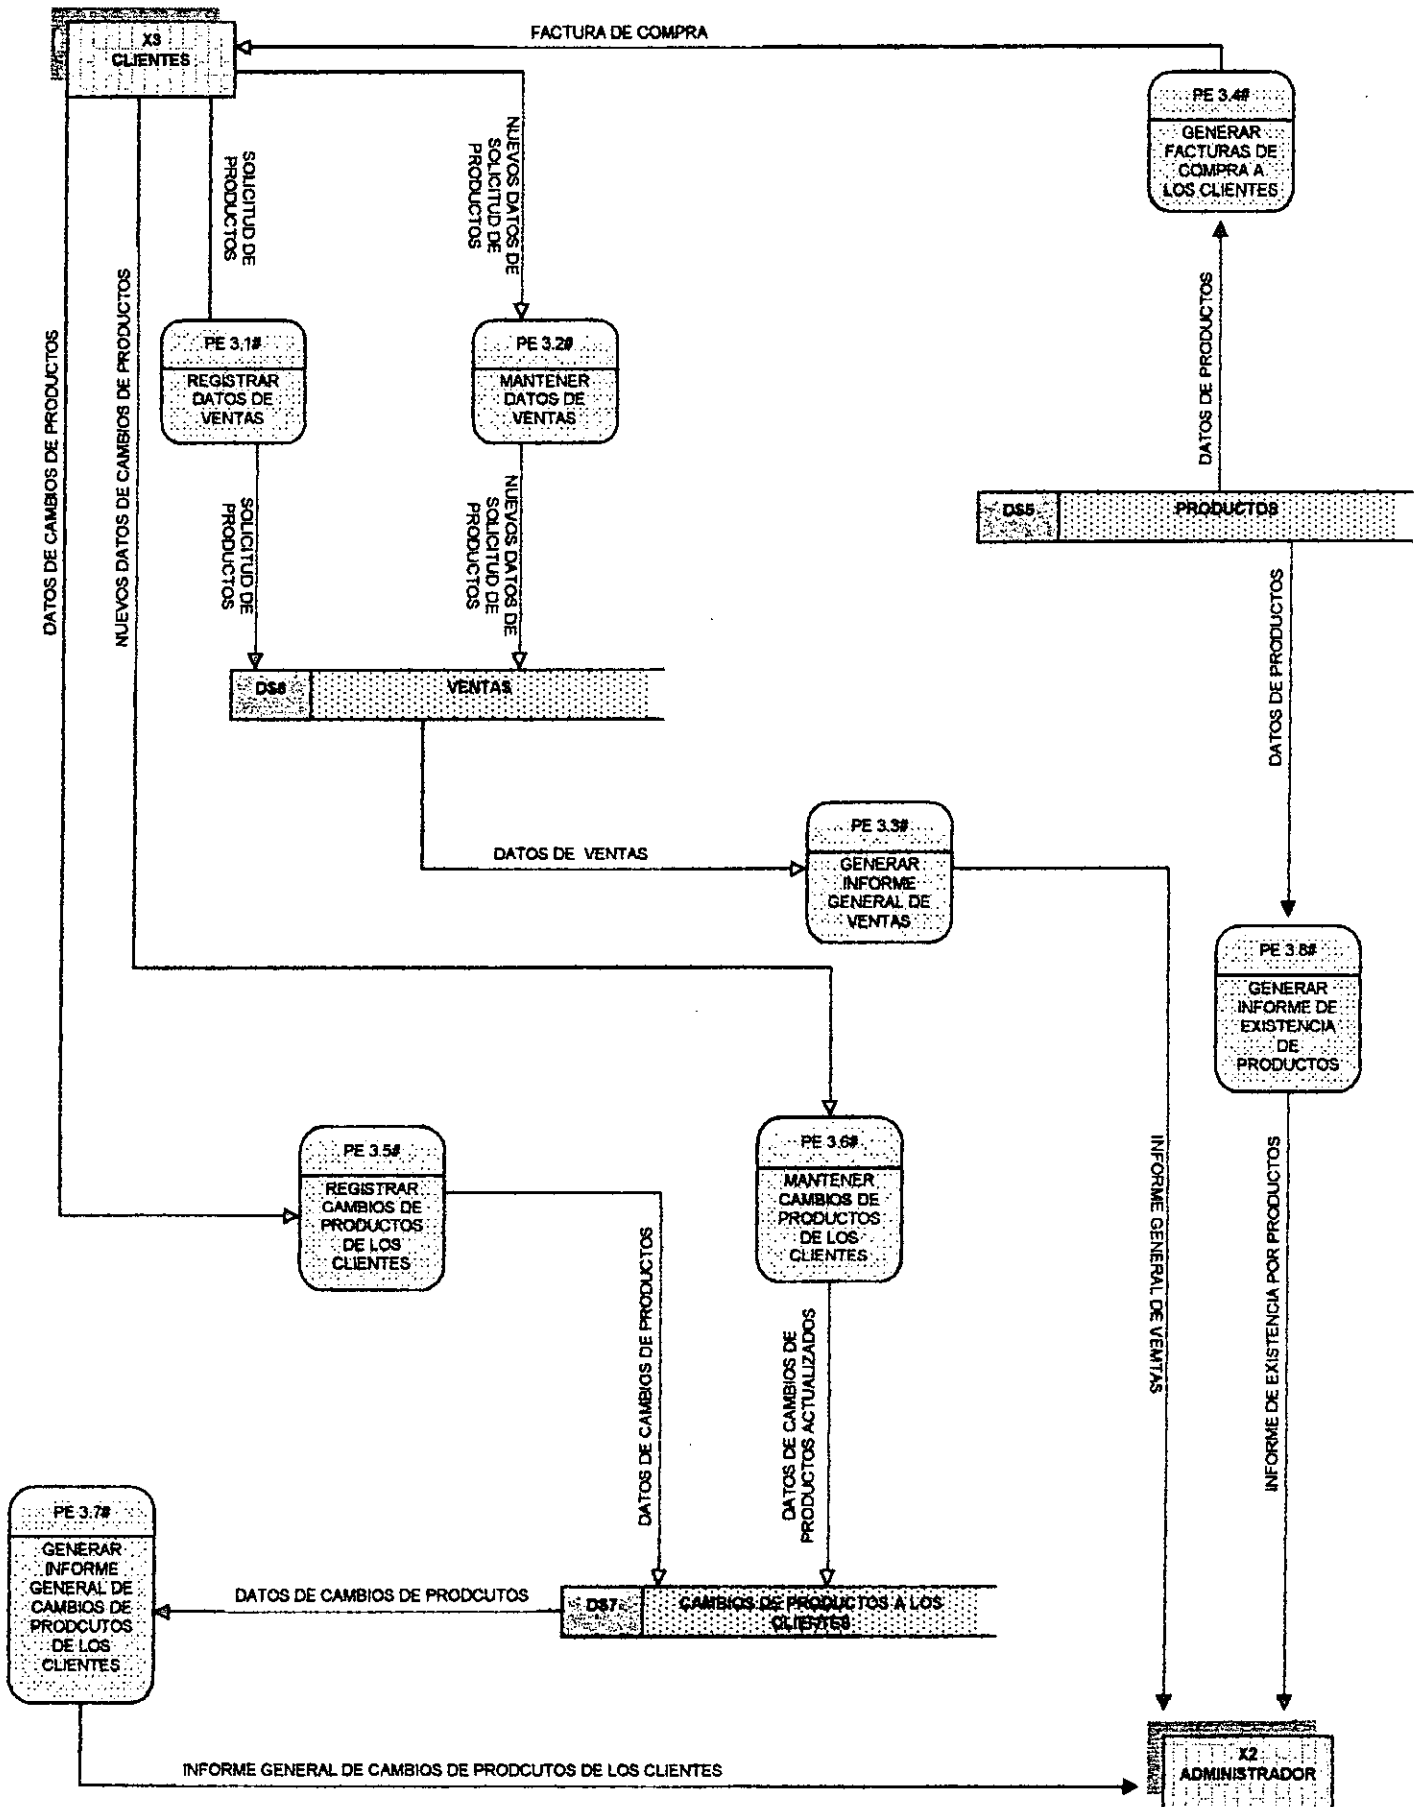 FACTURA DE COMPRA
X3
CLIENTES
PE 3.4#
GENERAR
FACTURAS DE
COMPRA A
LOS CLIENTES
SOLICITUD DE
PRODUCTOS
NUEVOS DATOS DE
SOLICITUD DE
PRODUCTOS
DATOS DE PRODUCTOS
PE 3.1#
REGISTRAR
DATOS DE
VENTAS
PE 3.2#
MANTENER
DATOS DE
VENTAS
DATOS DE CAMBIOS DE PRODUCTOS
NUEVOS DATOS DE CAMBIOS DE PRODUCTOS
SOLICITUD DE
PRODUCTOS
NUEVOS DATOS DE
SOLICITUD DE
PRODUCTOS
DS5
PRODUCTOS
DATOS DE PRODUCTOS
DS6
VENTAS
DATOS DE VENTAS
PE 3.3#
GENERAR
INFORME
GENERAL DE
VENTAS
PE 3.8#
GENERAR
INFORME DE
EXISTENCIA
DE
PRODUCTOS
PE 3.5#
REGISTRAR
CAMBIOS DE
PRODUCTOS
DE LOS
CLIENTES
PE 3.6#
MANTENER
CAMBIOS DE
PRODUCTOS
DE LOS
CLIENTES
INFORME GENERAL DE VEMTAS
INFORME DE EXISTENCIA POR PRODUCTOS
DATOS DE CAMBIOS DE PRODUCTOS
DATOS DE CAMBIOS DE
PRODUCTOS ACTUALIZADOS
PE 3.7#
GENERAR
INFORME
GENERAL DE
CAMBIOS DE
PRODCUTOS
DE LOS
CLIENTES
DATOS DE CAMBIOS DE PRODCUTOS
DS7
CAMBIOS DE PRODUCTOS A LOS
CLIENTES
INFORME GENERAL DE CAMBIOS DE PRODCUTOS DE LOS CLIENTES
X2
ADMINISTRADOR